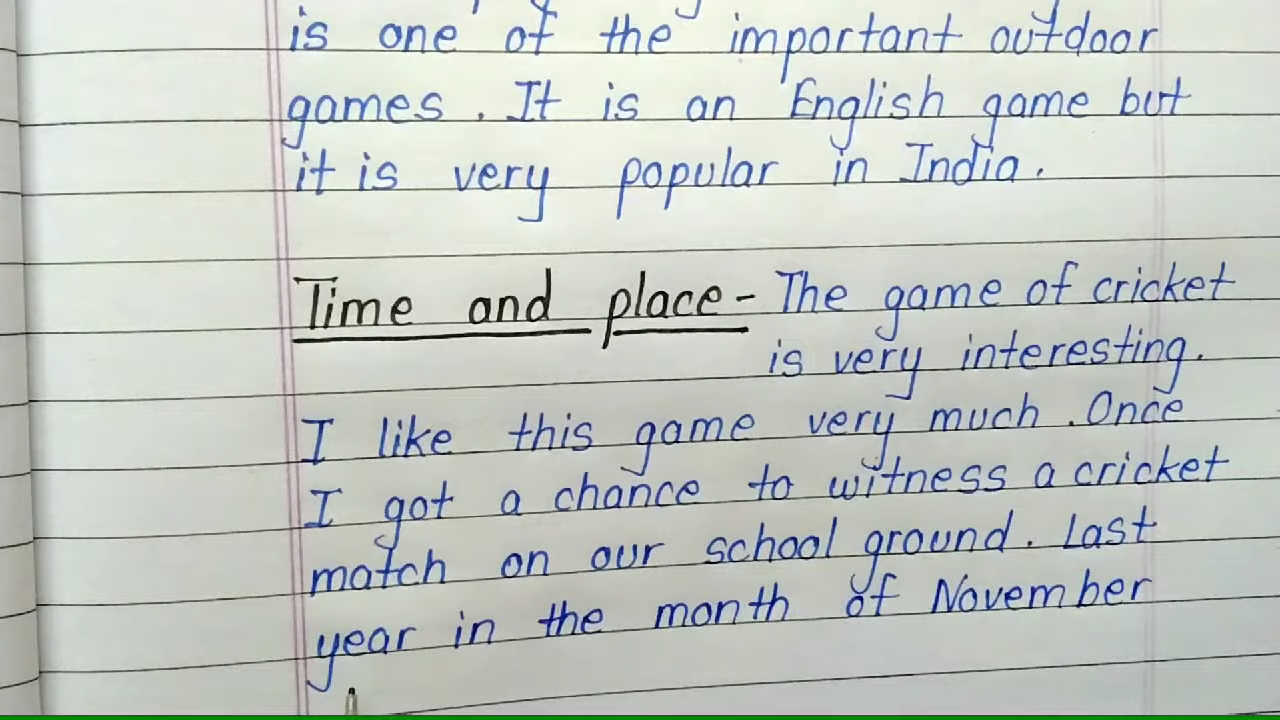 is one of the important outdoor
games. It is an English game but
it is very popular in India.
Time and place- The game of cricket
is very interesting.
I like this game very much. Once
I got a chance to witness a cricket
match on our school ground. Last
year in the month of November